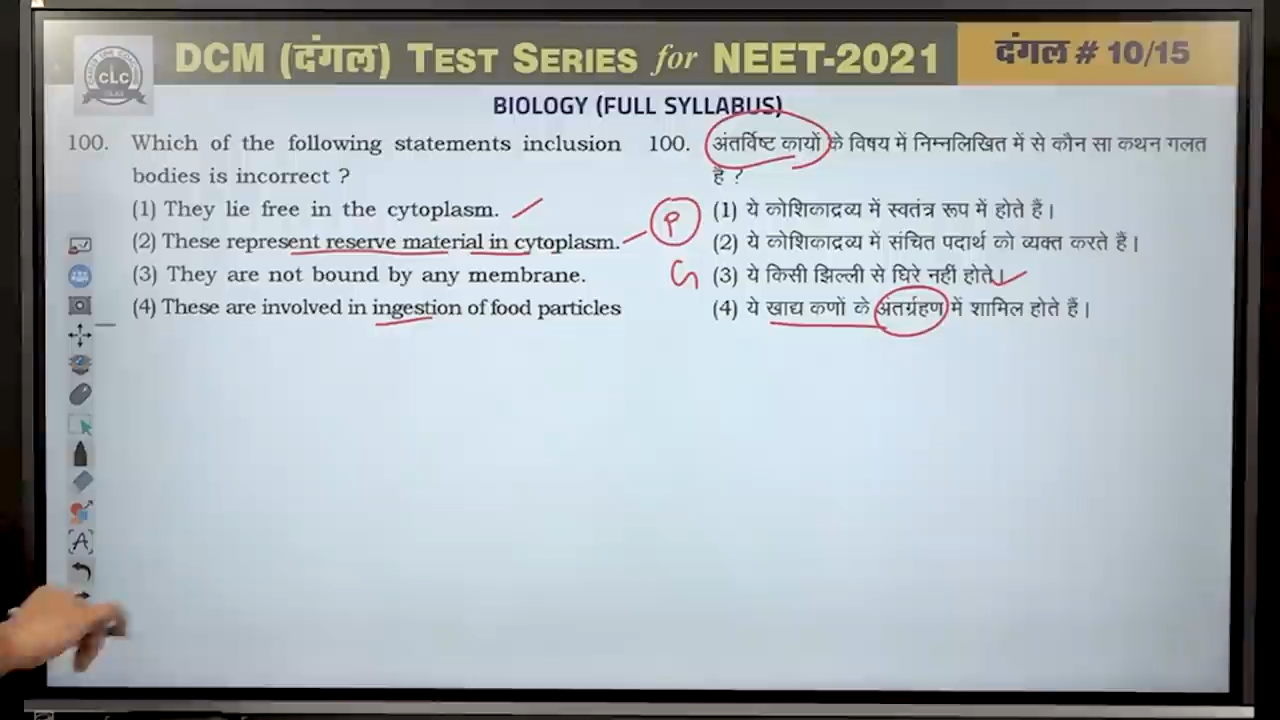 CLC
DCM (दंगल) TEST SERIES for NEET-2021
दंगल # 10/15
BIOLOGY (FULL SYLLABUS)
100. Which of the following statements inclusion
bodies is incorrect ?
(1) They lie free in the cytoplasm.
(2) These represent reserve material in cytoplasm.
(3) They are not bound by any membrane.
(4) These are involved in ingestion of food particles
100. अंतर्विष्ट कायों के विषय में निम्नलिखित में से कौन सा कथन गलत
है ?
(1) ये कोशिकाद्रव्य में स्वतंत्र रूप में होते हैं।
(2) ये कोशिकाद्रव्य में संचित पदार्थ को व्यक्त करते हैं।
(3) ये किसी झिल्ली से घिरे नहीं होते।
(4) ये खाद्य कणों के अंतर्ग्रहण में शामिल होते हैं।
P
G
A